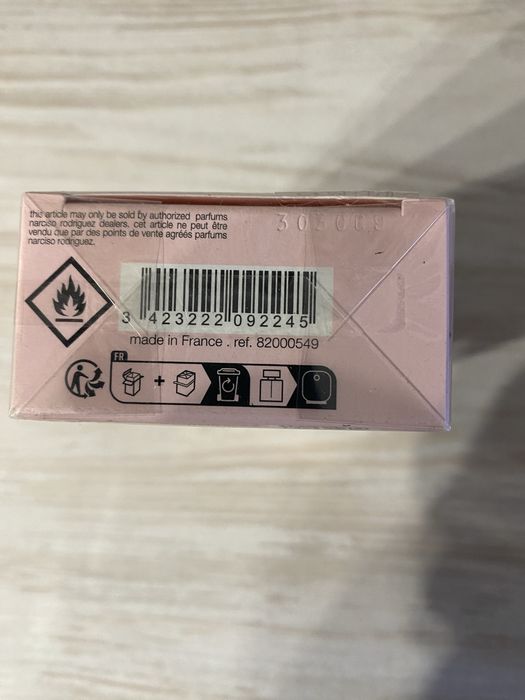 this article may only be sold by authorized parfums
narciso rodriguez dealers. cet article ne peut être
vendu que par des points de vente agréés parfums
narciso rodriguez.
3 423222 092245
made in France . ref. 82000549
FR
+